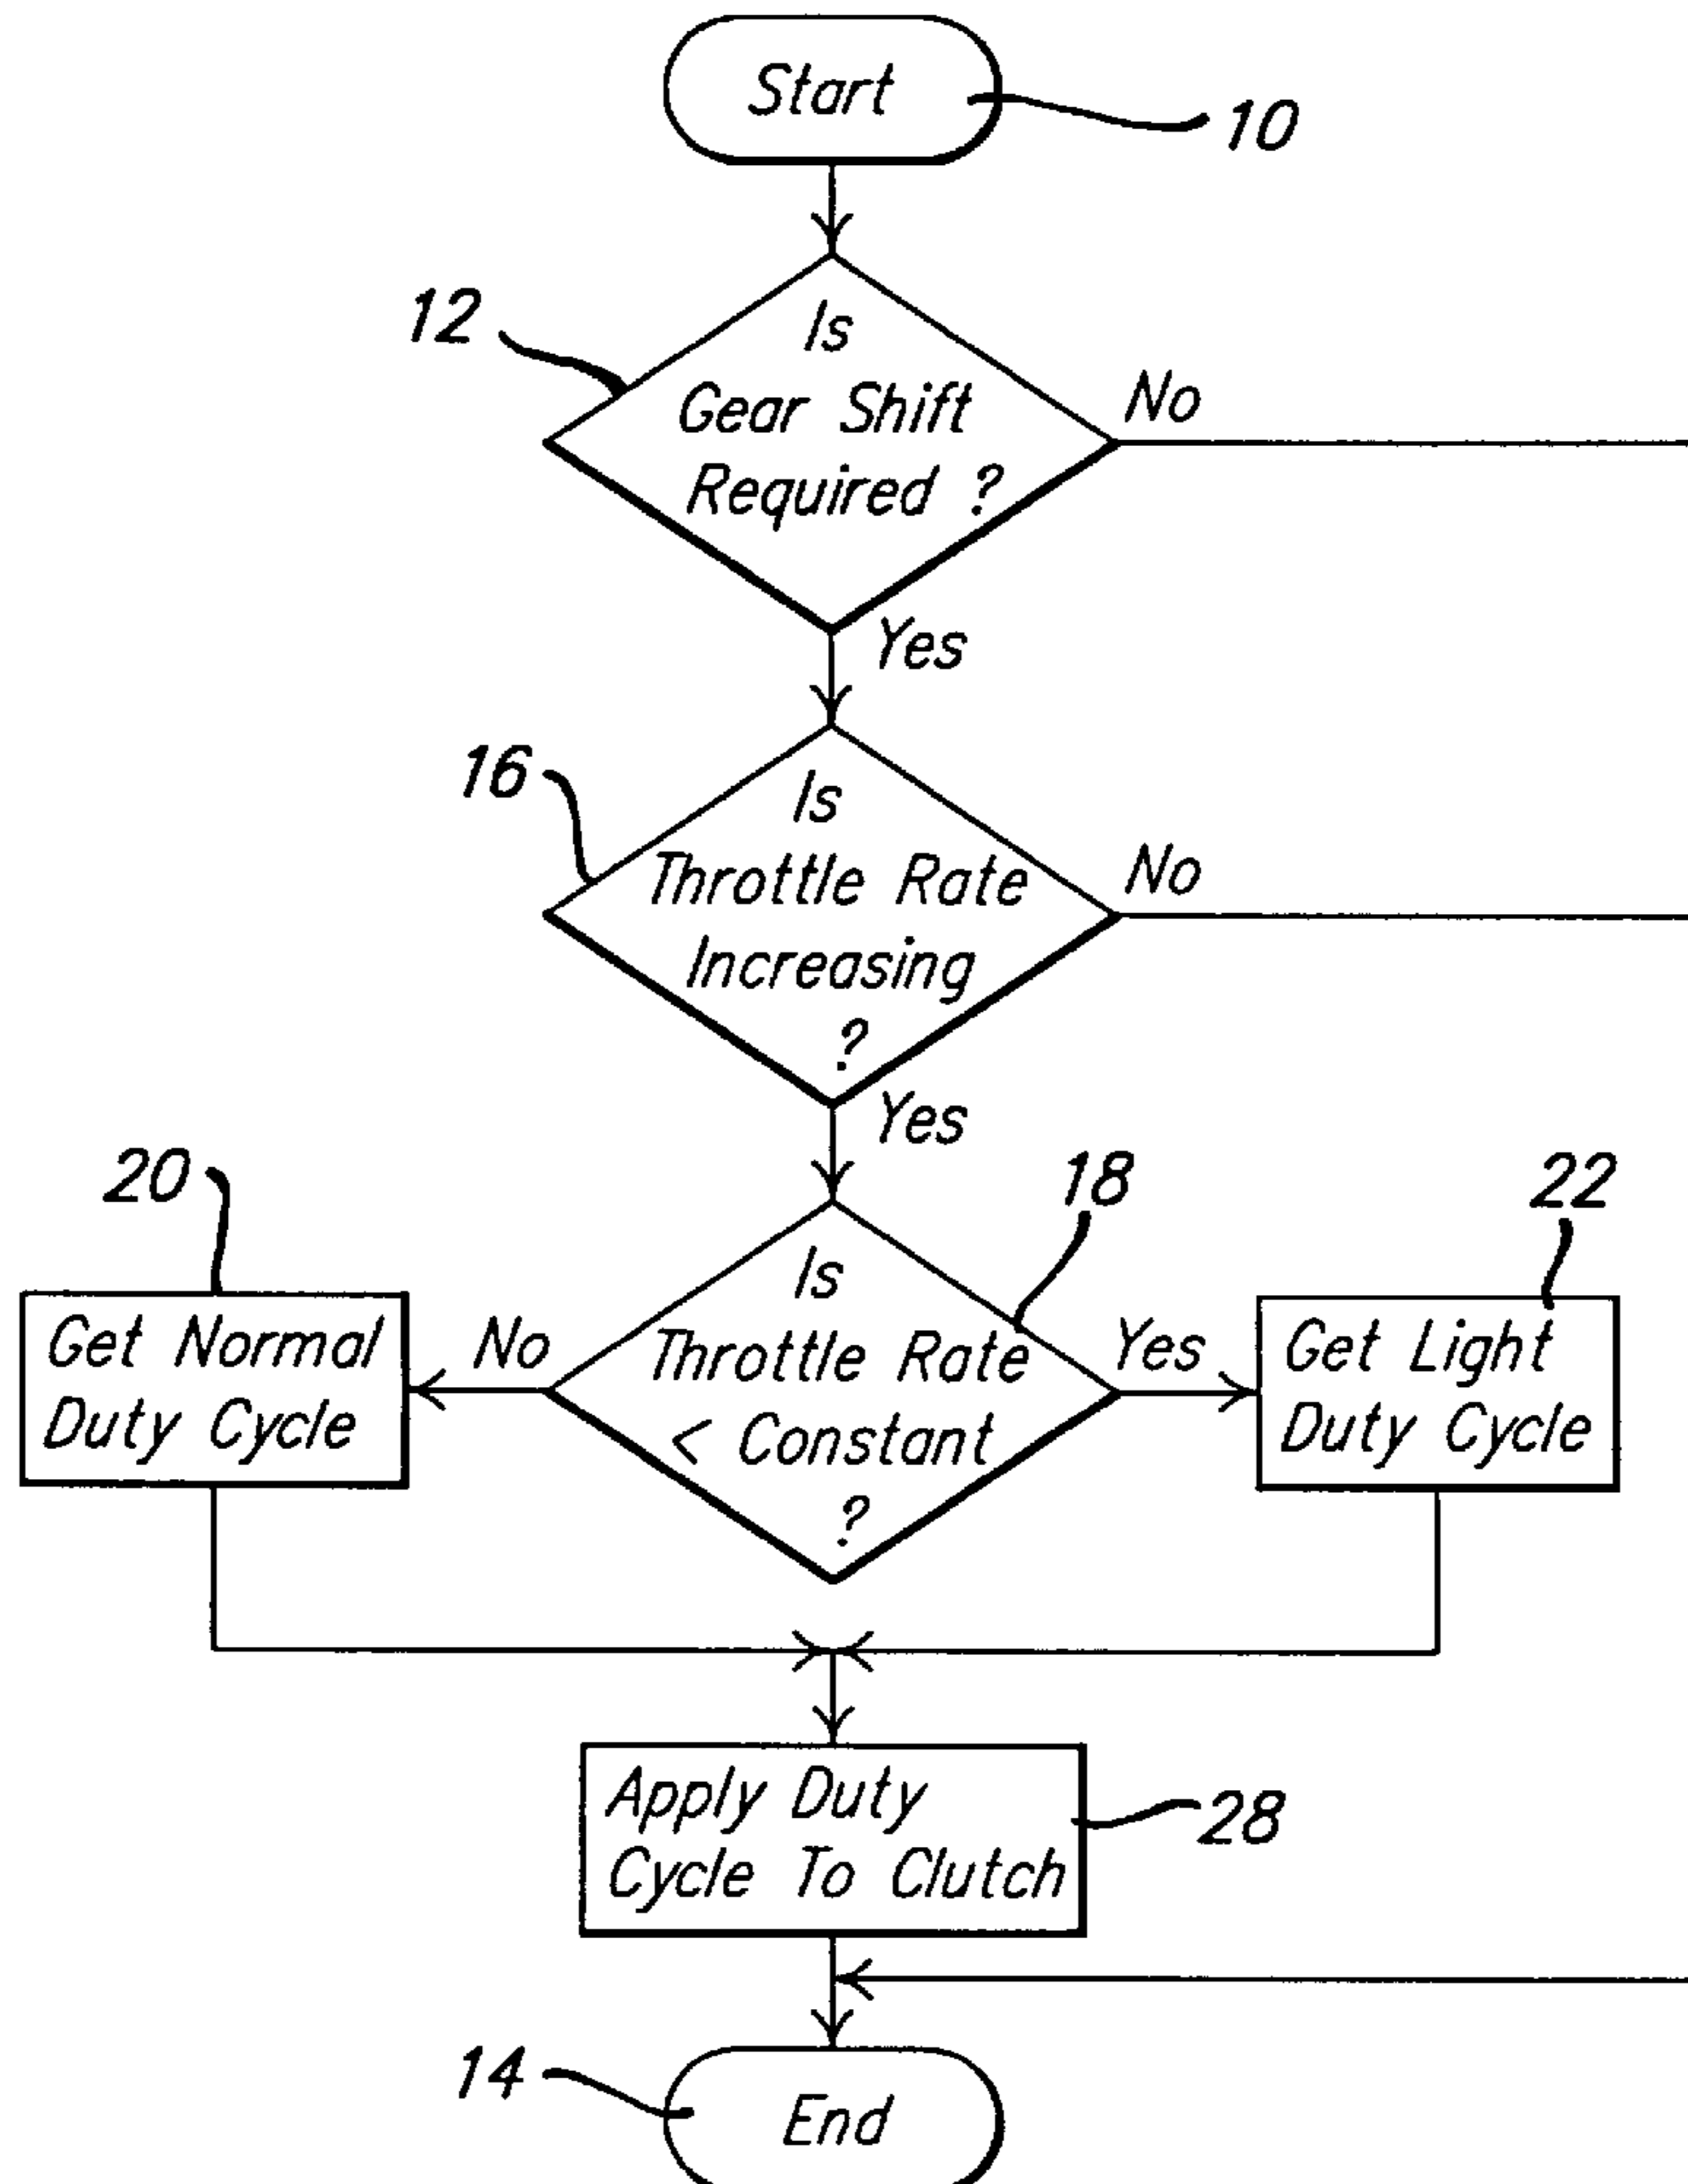 Start
10
12
Is
Gear Shift
Required ?
No
Yes
16
Is
Throttle Rate
Increasing
?
No
Yes
20
18
22
Get Normal
Duty Cycle
No
Is
Throttle Rate
< Constant
?
Yes
Get Light
Duty Cycle
Apply Duty
Cycle To Clutch
28
14
End